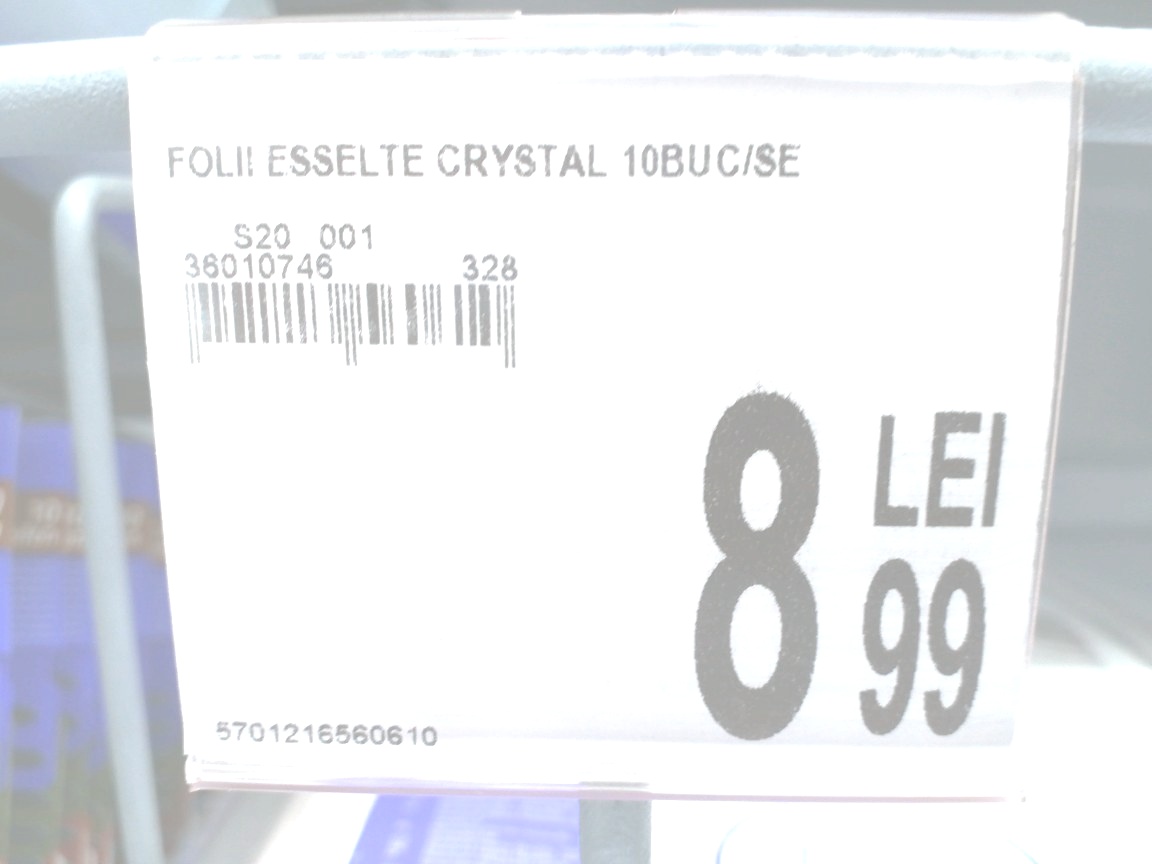 FOLII ESSELTE CRYSTAL 10BUC/SE
S20 001
36010746 328
8 LEI
99
5701216560610